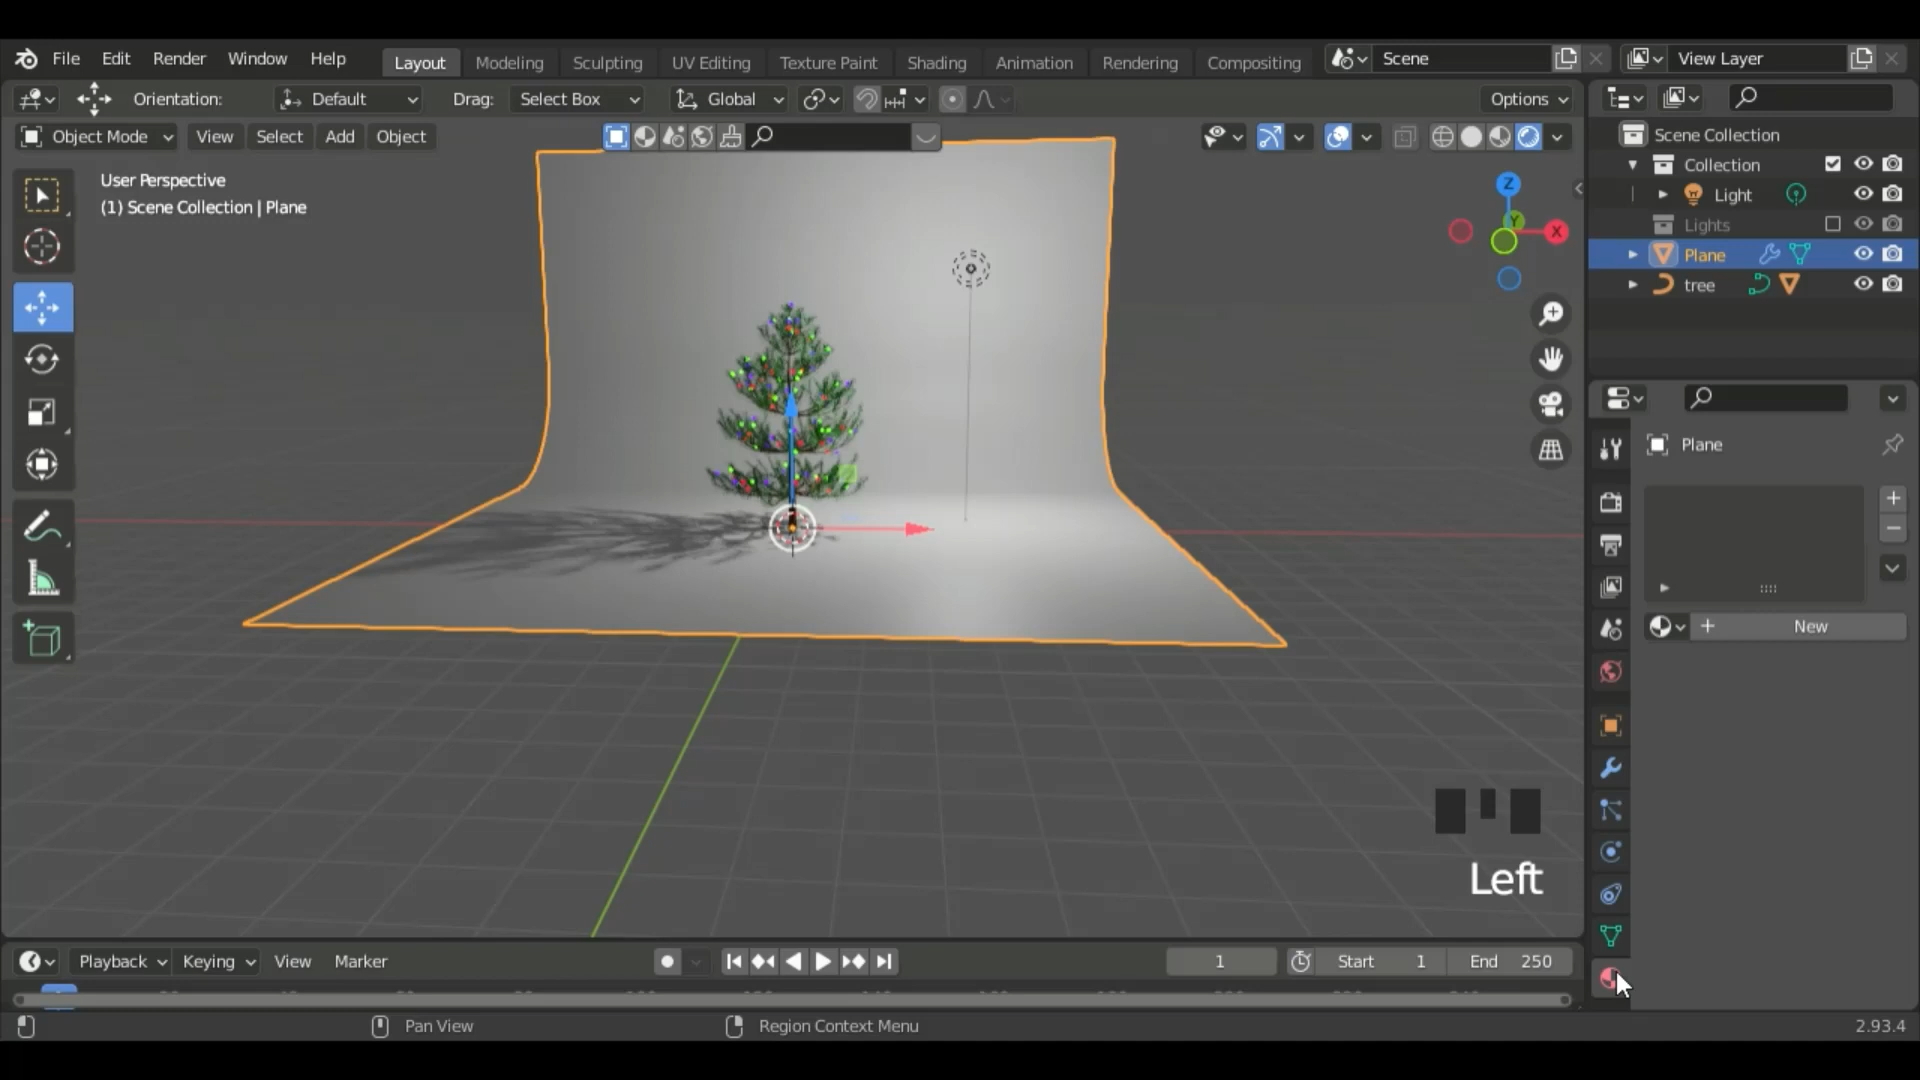 File Edit Render Window Help Layout Modeling Sculpting UV Editing Texture Paint Shading Animation Rendering Compositing Scene View Layer
Orientation: Default Drag: Select Box Global Options
Object Mode View Select Add Object
Scene Collection
Collection
Light
Lights
Plane
tree
User Perspective
(1) Scene Collection | Plane
Z
Y
X
Plane
New
Left
Playback Keying View Marker 1 Start 1 End 250
Pan View Region Context Menu 2.93.4